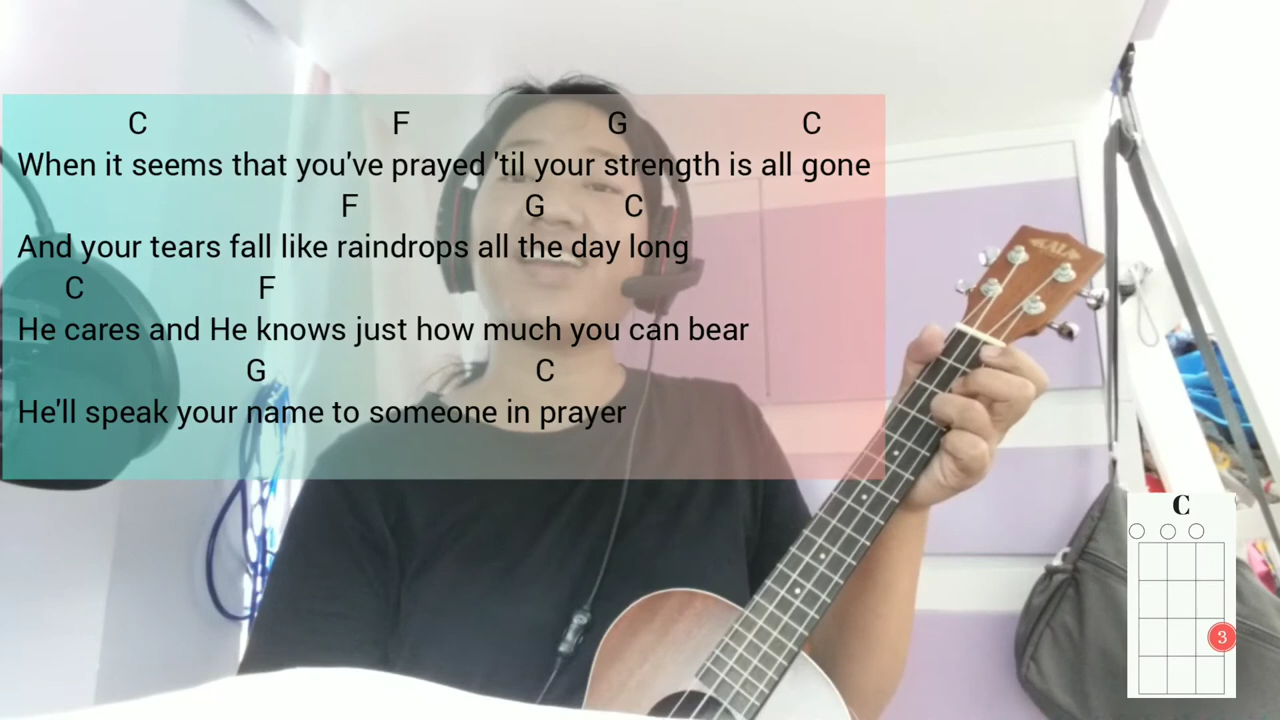 C F G C
When it seems that you've prayed 'til your strength is all gone
F G C
And your tears fall like raindrops all the day long
C F
He cares and He knows just how much you can bear
G C
He'll speak your name to someone in prayer
KALA
C
3